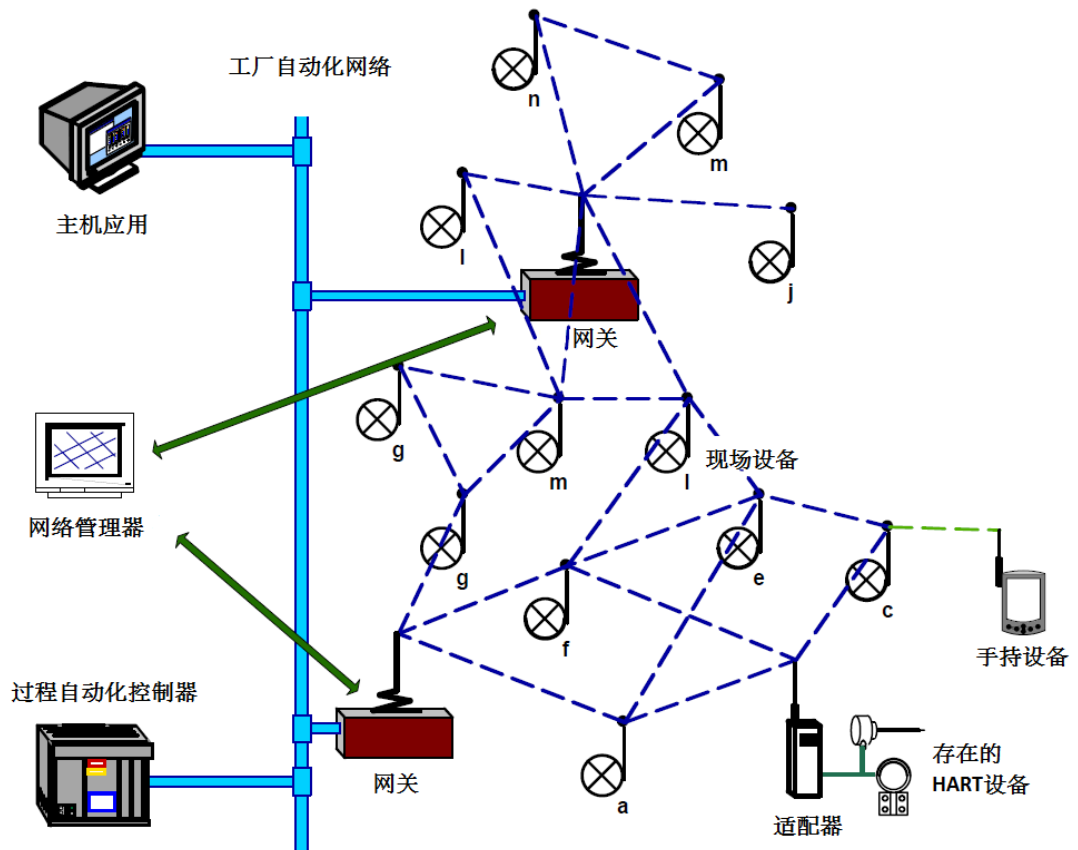 工厂自动化网络
n
m
主机应用
l
j
网关
g
m
l
现场设备
网络管理器
g
e
f
c
手持设备
过程自动化控制器
网关
a
适配器
存在的
HART设备